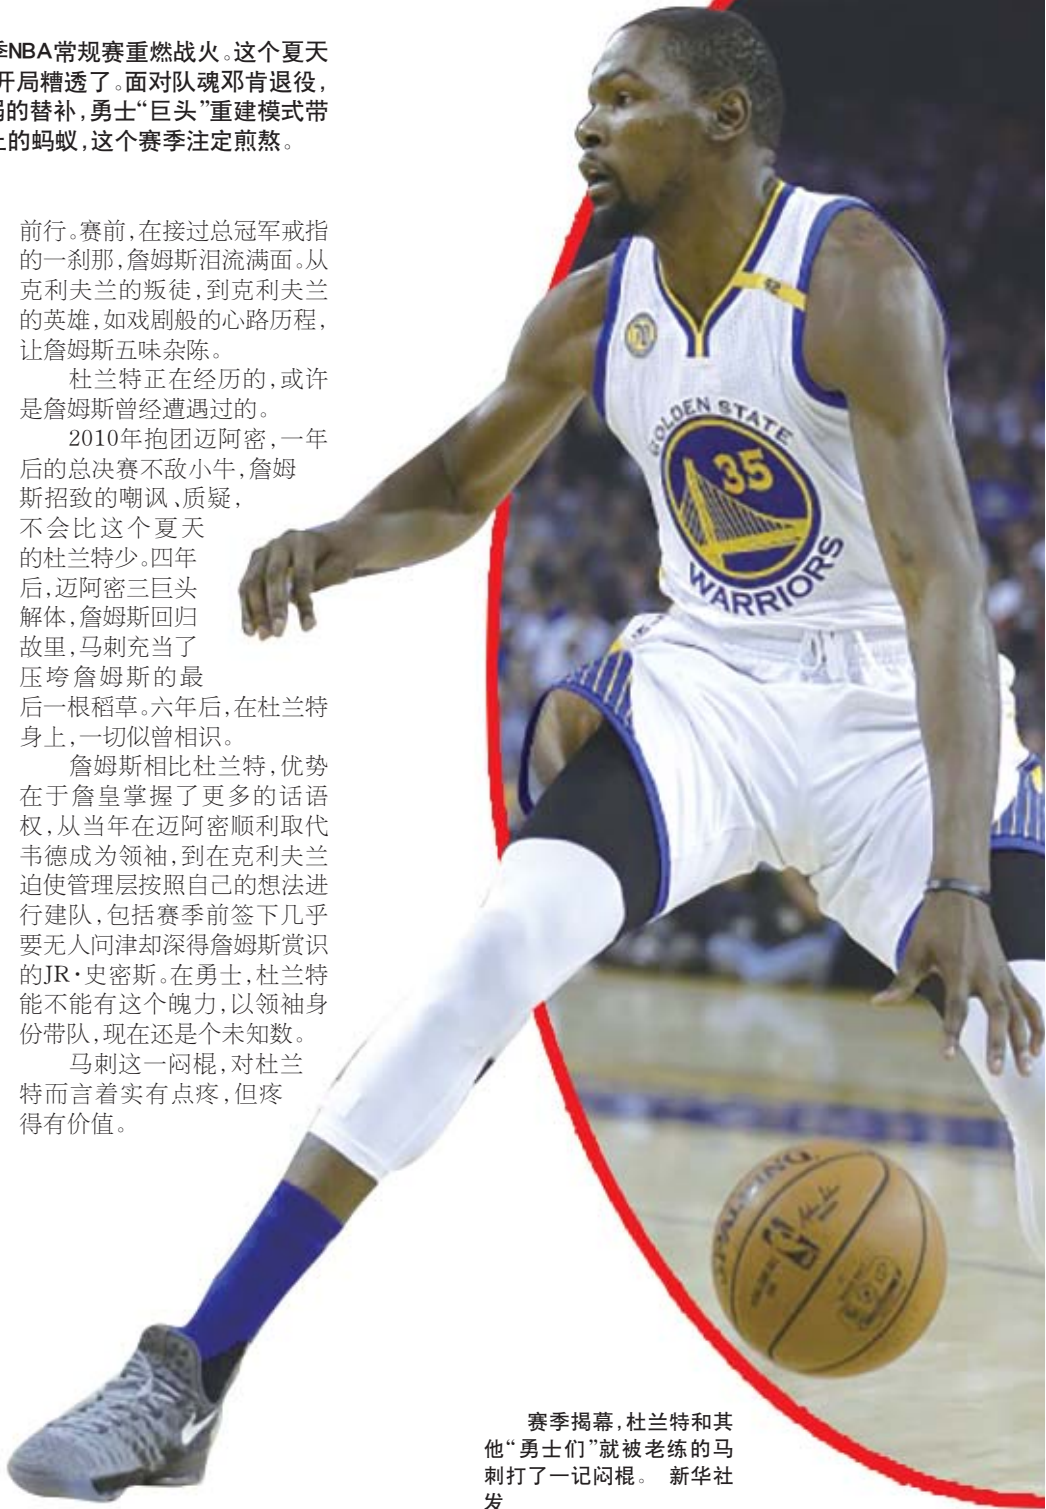 季NBA常规赛重燃战火。这个夏天
开局糟透了。面对队魂邓肯退役，
弱的替补，勇士“巨头”重建模式带
上的蚂蚁，这个赛季注定煎熬。
前行。赛前，在接过总冠军戒指
的一刹那，詹姆斯泪流满面。从
克利夫兰的叛徒，到克利夫兰
的英雄，如戏剧般的心路历程，
让詹姆斯五味杂陈。
杜兰特正在经历的，或许
是詹姆斯曾经遭遇过的。
2010年抱团迈阿密，一年
后的总决赛不敌小牛，詹姆
斯招致的嘲讽、质疑，
不会比这个夏天
的杜兰特少。四年
后，迈阿密三巨头
解体，詹姆斯回归
故里，马刺充当了
压垮詹姆斯的最
后一根稻草。六年后，在杜兰特
身上，一切似曾相识。
詹姆斯相比杜兰特，优势
在于詹皇掌握了更多的话语
权，从当年在迈阿密顺利取代
韦德成为领袖，到在克利夫兰
迫使管理层按照自己的想法进
行建队，包括赛季前签下几乎
要无人问津却深得詹姆斯赏识
的JR·史密斯。在勇士，杜兰特
能不能有这个魄力，以领袖身
份带队，现在还是个未知数。
马刺这一闷棍，对杜兰
特而言着实有点疼，但疼
得有价值。
42
GOLDEN STATE
35
WARRIORS
SPALDING
赛季揭幕，杜兰特和其
他“勇士们”就被老练的马
刺打了一记闷棍。 新华社
发